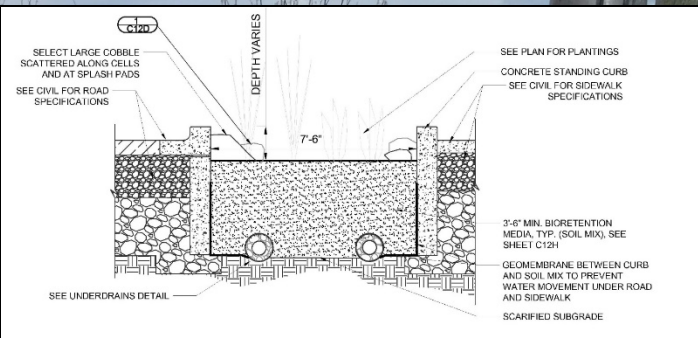 1
C12D
SELECT LARGE COBBLE
SCATTERED ALONG CELLS
AND AT SPLASH PADS
SEE CIVIL FOR ROAD
SPECIFICATIONS
DEPTH VARIES
7'-6"
SEE PLAN FOR PLANTINGS
CONCRETE STANDING CURB
SEE CIVIL FOR SIDEWALK
SPECIFICATIONS
3'-6" MIN. BIORETENTION
MEDIA, TYP. (SOIL MIX), SEE
SHEET C12H
GEOMEMBRANE BETWEEN CURB
AND SOIL MIX TO PREVENT
WATER MOVEMENT UNDER ROAD
AND SIDEWALK
SCARIFIED SUBGRADE
SEE UNDERDRAINS DETAIL